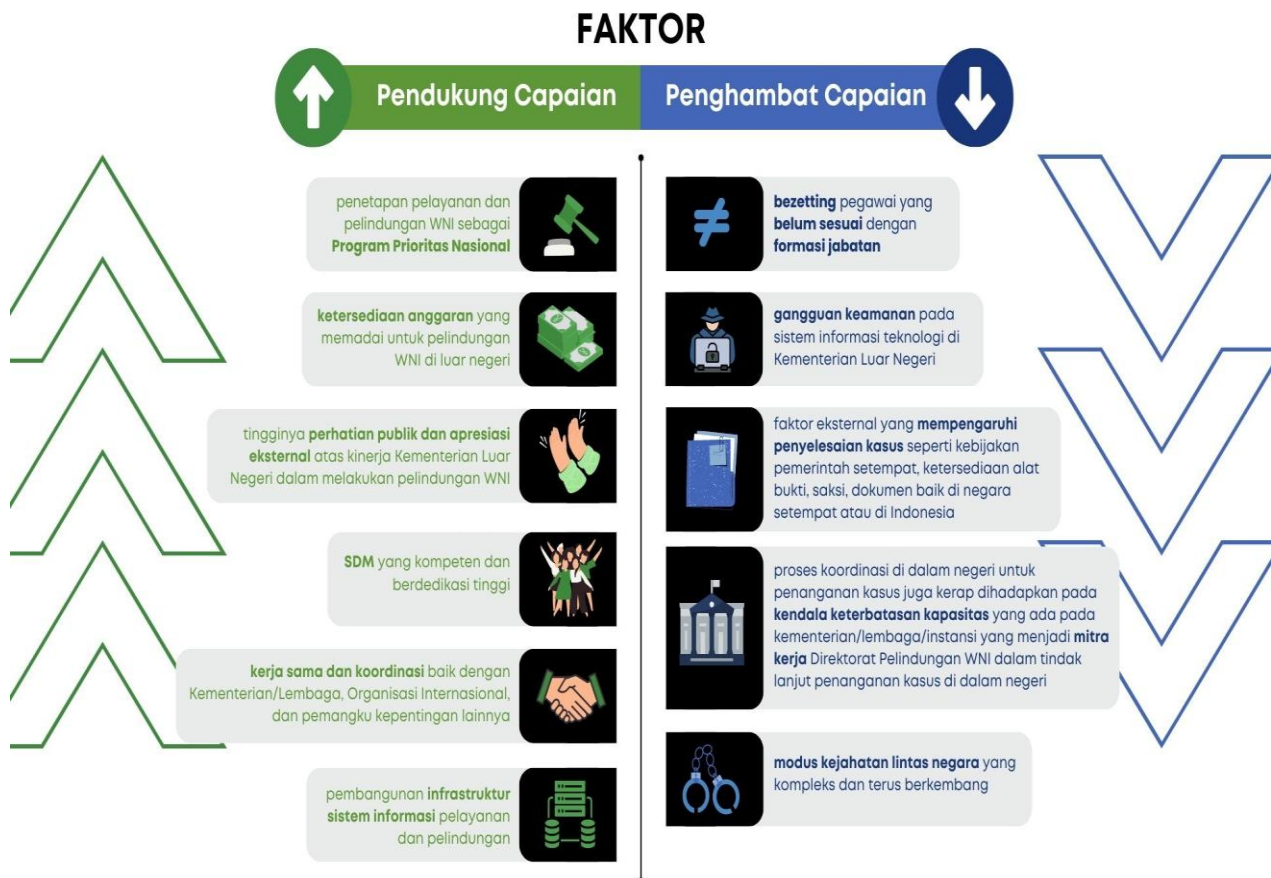 FAKTOR
Pendukung Capaian
Penghambat Capaian
penetapan pelayanan dan
pelindungan WNI sebagai
Program Prioritas Nasional
ketersediaan anggaran yang
memadai untuk pelindungan
WNI di luar negeri
tingginya perhatian publik dan apresiasi
eksternal atas kinerja Kementerian Luar
Negeri dalam melakukan pelindungan WNI
SDM yang kompeten dan
berdedikasi tinggi
kerja sama dan koordinasi baik dengan
Kementerian/Lembaga, Organisasi Internasional,
dan pemangku kepentingan lainnya
pembangunan infrastruktur
sistem informasi pelayanan
dan pelindungan
bezetting pegawai yang
belum sesuai dengan
formasi jabatan
gangguan keamanan pada
sistem informasi teknologi di
Kementerian Luar Negeri
faktor eksternal yang mempengaruhi
penyelesaian kasus seperti kebijakan
pemerintah setempat, ketersediaan alat
bukti, saksi, dokumen baik di negara
setempat atau di Indonesia
proses koordinasi di dalam negeri untuk
penanganan kasus juga kerap dihadapkan pada
kendala keterbatasan kapasitas yang ada pada
kementerian/lembaga/instansi yang menjadi mitra
kerja Direktorat Pelindungan WNI dalam tindak
lanjut penanganan kasus di dalam negeri
modus kejahatan lintas negara yang
kompleks dan terus berkembang